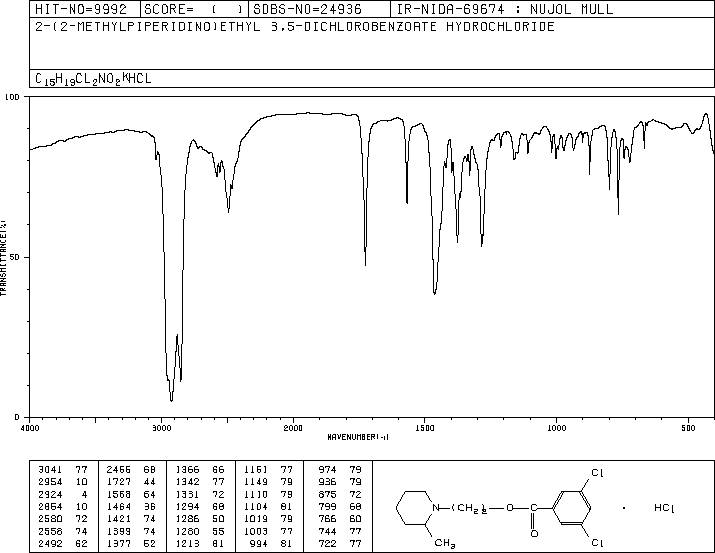 HIT-NO=9992 SCORE= ( ) SDBS-NO=24936 IR-NIDA-69674 : NUJOL MULL
2-(2-METHYLPIPERIDINO)ETHYL 3,5-DICHLOROBENZOATE HYDROCHLORIDE
C15H19CL2NO2*HCL
100
50
0
TRANSMITTANCE(%)
4000 3000 2000 1500 1000 500
WAVENUMBER(-1)
3041 77 2466 68 1366 66 1161 77 974 79
2954 10 1727 44 1342 77 1149 79 936 79
2924 4 1568 64 1331 72 1110 79 875 72
2854 10 1464 36 1294 68 1104 81 799 68
2580 72 1421 74 1286 50 1019 79 766 60
2558 74 1399 74 1280 55 1003 77 744 77
2492 62 1377 52 1213 81 994 81 722 77
Cl
N (CH2)2 O C · HCl
O
CH3
Cl